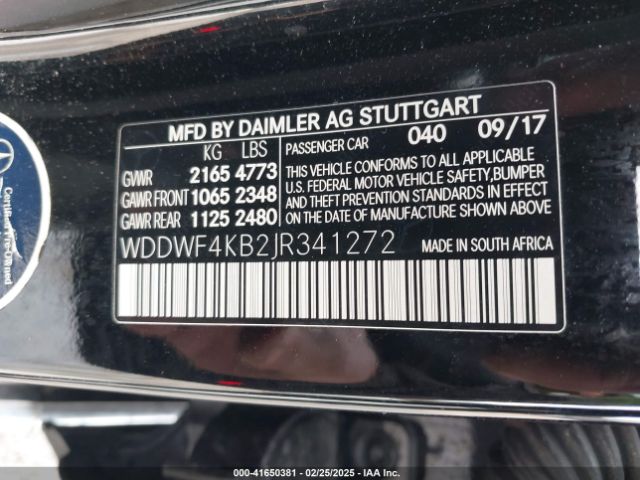 MFD BY DAIMLER AG STUTTGART
KG LBS
GVWR 2165 4773
GAWR FRONT 1065 2348
GAWR REAR 1125 2480
PASSENGER CAR 040 09/17
THIS VEHICLE CONFORMS TO ALL APPLICABLE
U.S. FEDERAL MOTOR VEHICLE SAFETY,BUMPER
AND THEFT PREVENTION STANDARDS IN EFFECT
ON THE DATE OF MANUFACTURE SHOWN ABOVE.
WDDWF4KB2JR341272 MADE IN SOUTH AFRICA
Certified Pre-Owned
000-41650381 - 02/25/2025 - IAA Inc.